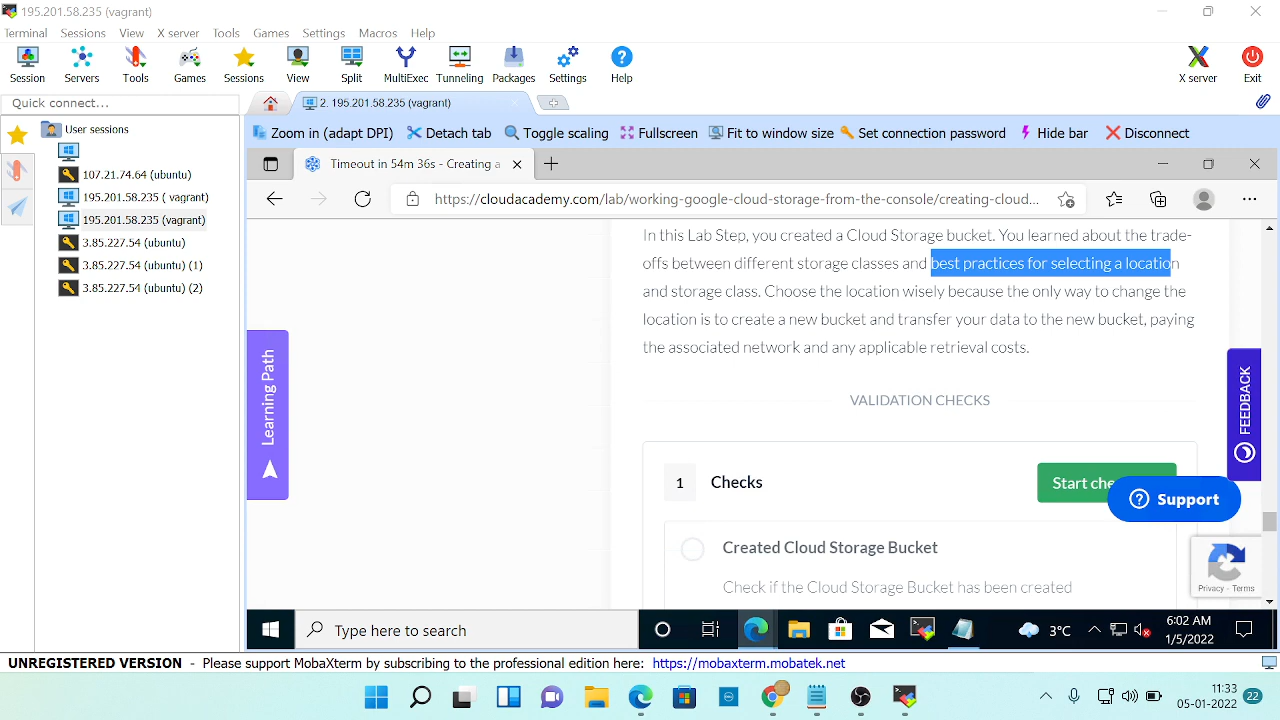 195.201.58.235 (vagrant)
Terminal Sessions View X server Tools Games Settings Macros Help
Session Servers Tools Games Sessions View Split MultiExec Tunneling Packages Settings Help X server Exit
Quick connect...
2. 195.201.58.235 (vagrant)
User sessions
107.21.74.64 (ubuntu)
195.201.58.235 ( vagrant)
195.201.58.235 (vagrant)
3.85.227.54 (ubuntu)
3.85.227.54 (ubuntu) (1)
3.85.227.54 (ubuntu) (2)
Zoom in (adapt DPI) Detach tab Toggle scaling Fullscreen Fit to window size Set connection password Hide bar Disconnect
Timeout in 54m 36s - Creating a
https://cloudacademy.com/lab/working-google-cloud-storage-from-the-console/creating-cloud...
In this Lab Step, you created a Cloud Storage bucket. You learned about the trade-
offs between different storage classes and best practices for selecting a location
and storage class. Choose the location wisely because the only way to change the
location is to create a new bucket and transfer your data to the new bucket, paying
the associated network and any applicable retrieval costs.
Learning Path
FEEDBACK
VALIDATION CHECKS
1 Checks
Start che
Support
Created Cloud Storage Bucket
Check if the Cloud Storage Bucket has been created
Privacy - Terms
Type here to search
3°C
6:02 AM
1/5/2022
UNREGISTERED VERSION - Please support MobaXterm by subscribing to the professional edition here: https://mobaxterm.mobatek.net
11:33
05-01-2022
22